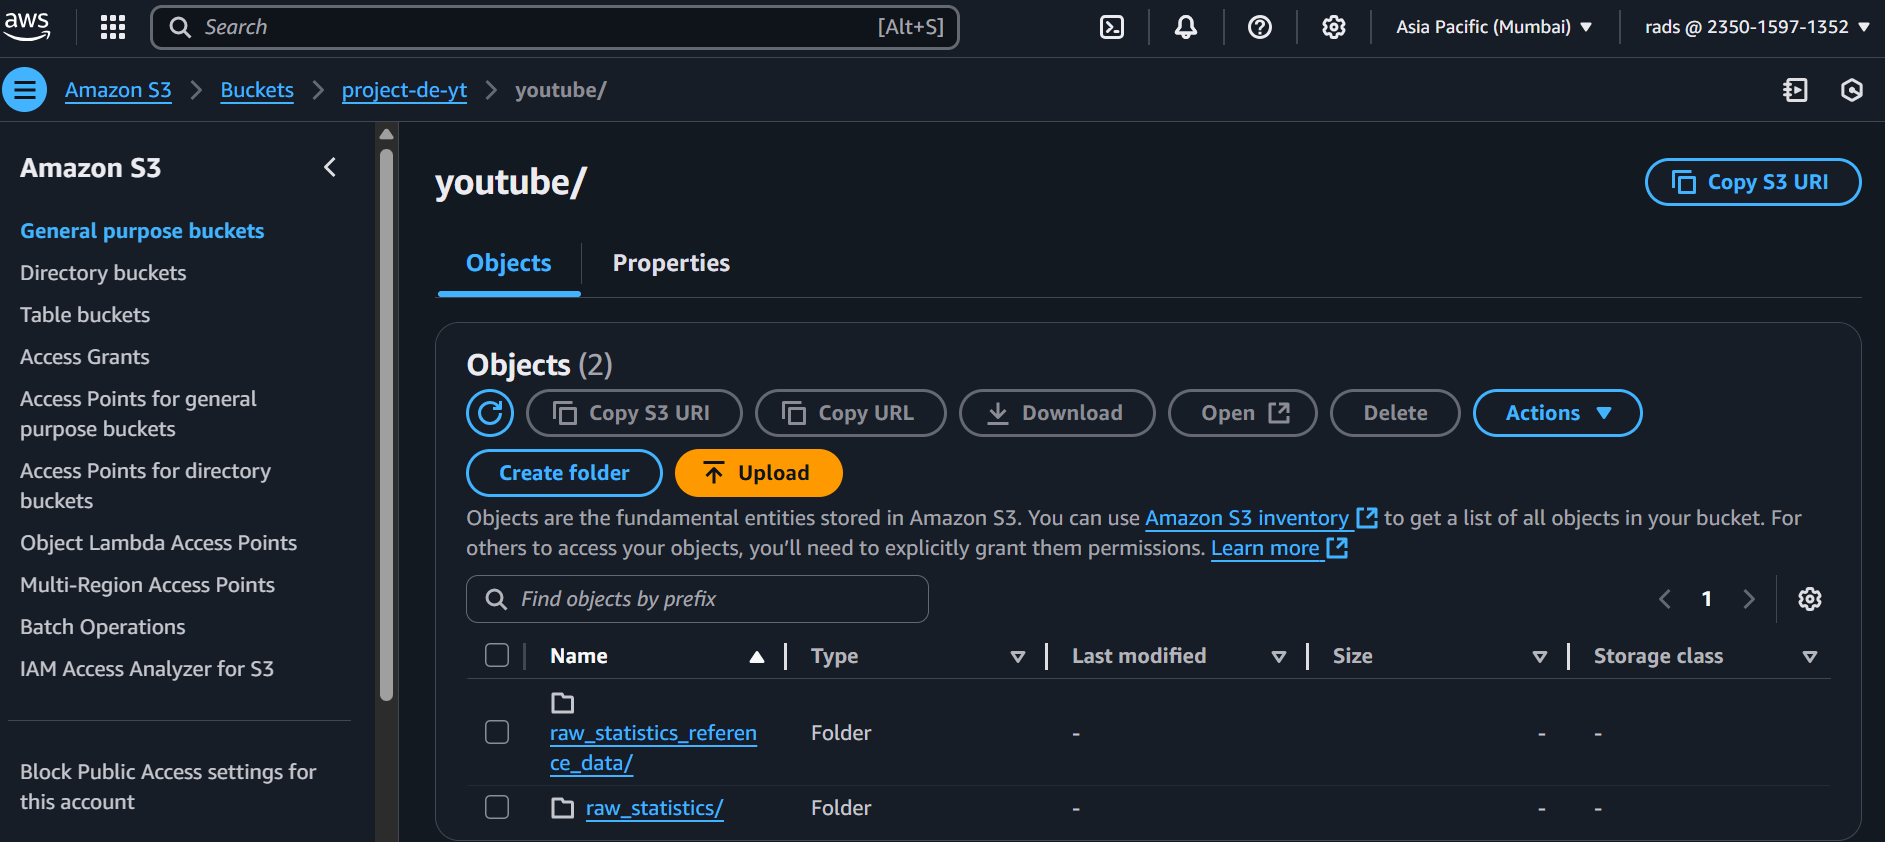 aws
Search [Alt+S]
Asia Pacific (Mumbai)
rads @ 2350-1597-1352
Amazon S3 > Buckets > project-de-yt > youtube/
Amazon S3
General purpose buckets
Directory buckets
Table buckets
Access Grants
Access Points for general
purpose buckets
Access Points for directory
buckets
Object Lambda Access Points
Multi-Region Access Points
Batch Operations
IAM Access Analyzer for S3
Block Public Access settings for
this account
youtube/
Copy S3 URI
Objects Properties
Objects (2)
Copy S3 URI Copy URL Download Open Delete Actions
Create folder Upload
Objects are the fundamental entities stored in Amazon S3. You can use Amazon S3 inventory to get a list of all objects in your bucket. For
others to access your objects, you'll need to explicitly grant them permissions. Learn more
Find objects by prefix
1
Name Type Last modified Size Storage class
raw_statistics_referen
ce_data/
Folder - - -
raw_statistics/ Folder - - -